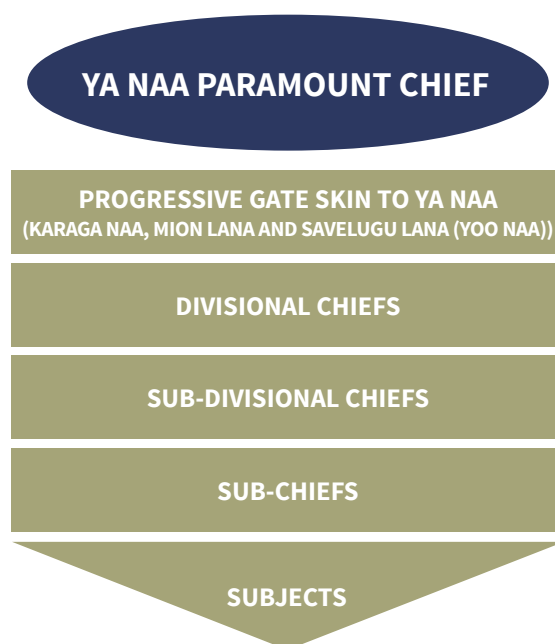 YA NAA PARAMOUNT CHIEF
PROGRESSIVE GATE SKIN TO YA NAA
(KARAGA NAA, MION LANA AND SAVELUGU LANA (YOO NAA))
DIVISIONAL CHIEFS
SUB-DIVISIONAL CHIEFS
SUB-CHIEFS
SUBJECTS